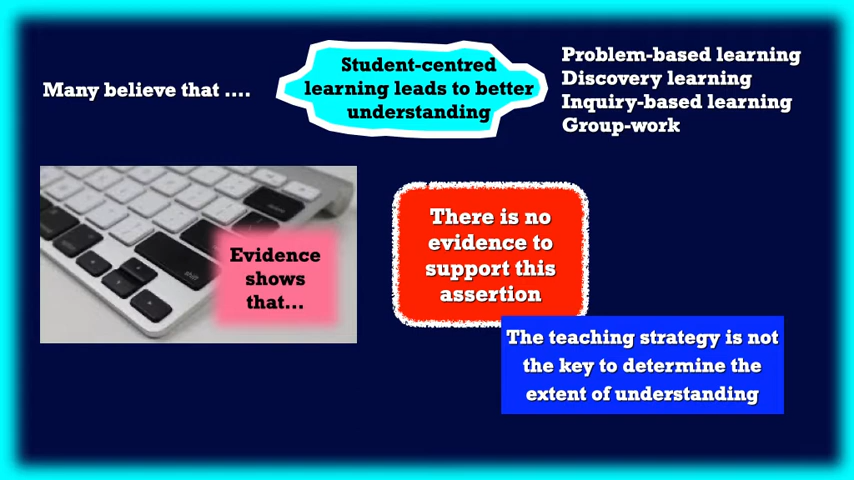 Many believe that ....
Student-centred
learning leads to better
understanding
Problem-based learning
Discovery learning
Inquiry-based learning
Group-work
shift
Evidence
shows
that...
There is no
evidence to
support this
assertion
The teaching strategy is not
the key to determine the
extent of understanding